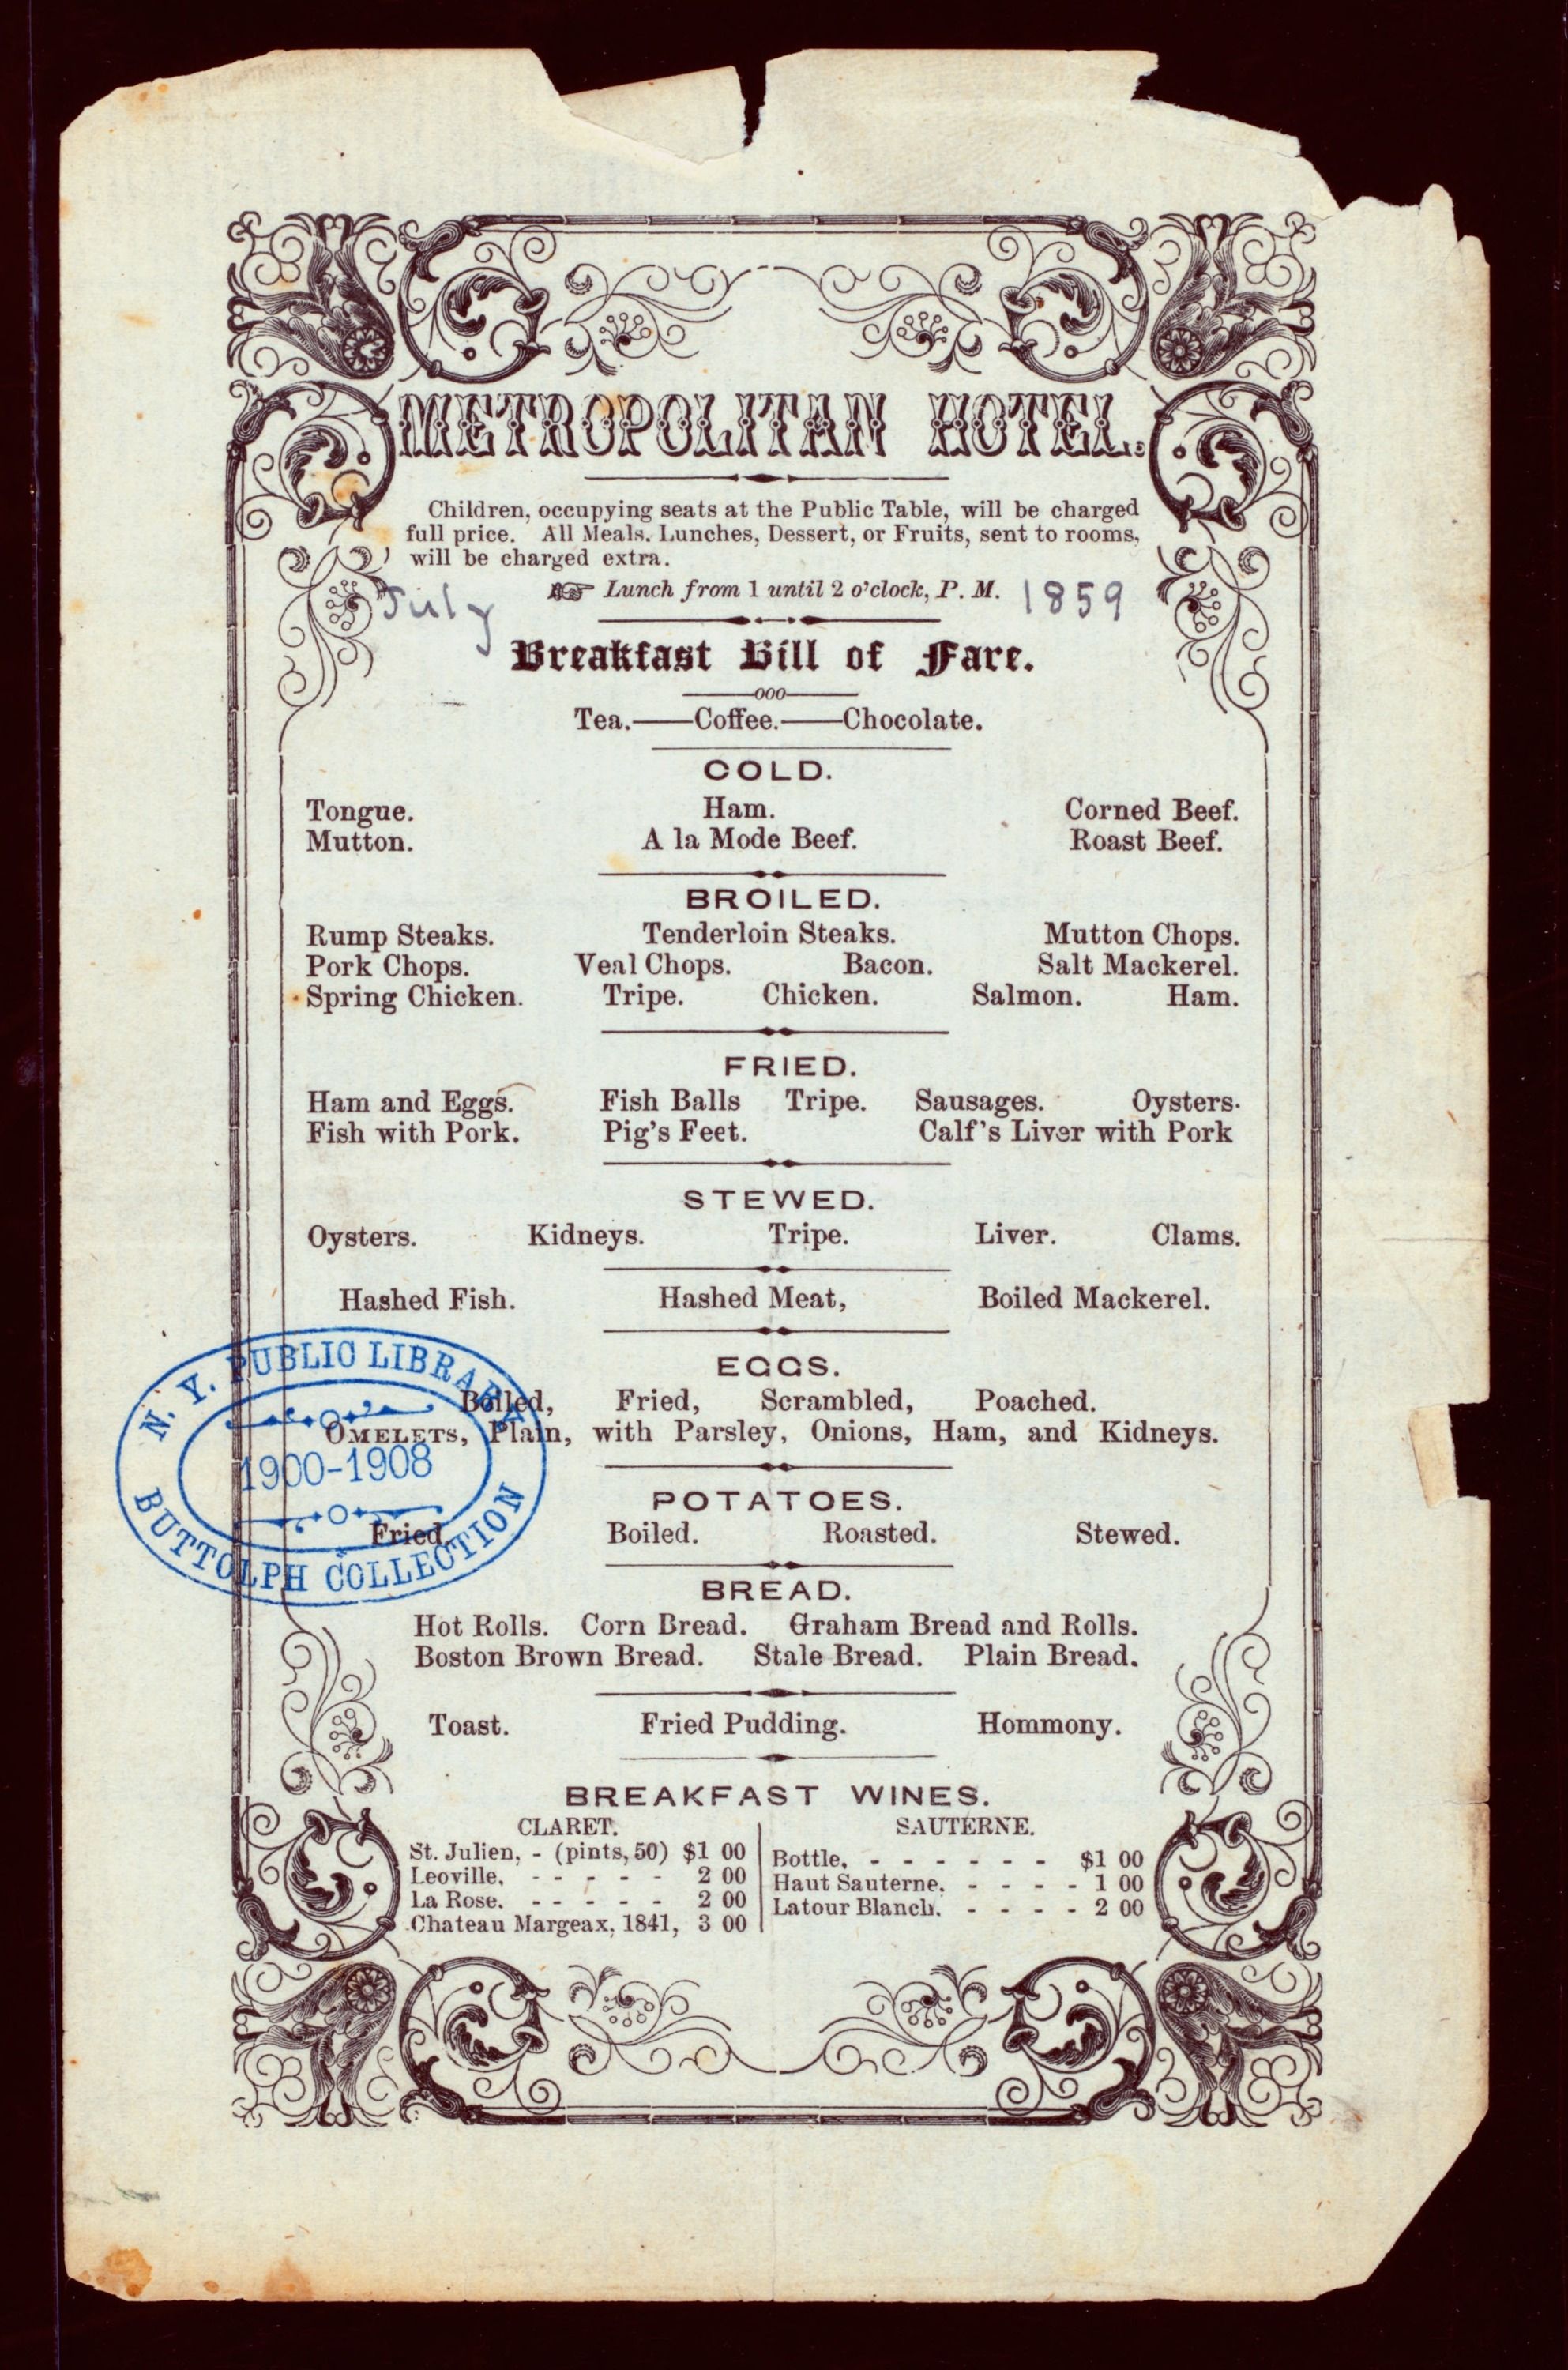 METROPOLITAN HOTEL.
Children, occupying seats at the Public Table, will be charged
full price. All Meals. Lunches, Dessert, or Fruits, sent to rooms,
will be charged extra.
☞ Lunch from 1 until 2 o'clock, P. M.
July 1859
Breakfast Bill of Fare.
ooo
Tea.——Coffee.——Chocolate.
COLD.
Tongue. Ham. Corned Beef.
Mutton. A la Mode Beef. Roast Beef.
BROILED.
Rump Steaks. Tenderloin Steaks. Mutton Chops.
Pork Chops. Veal Chops. Bacon. Salt Mackerel.
Spring Chicken. Tripe. Chicken. Salmon. Ham.
FRIED.
Ham and Eggs. Fish Balls Tripe. Sausages. Oysters.
Fish with Pork. Pig's Feet. Calf's Liver with Pork
STEWED.
Oysters. Kidneys. Tripe. Liver. Clams.
Hashed Fish. Hashed Meat, Boiled Mackerel.
EGGS.
Boiled, Fried, Scrambled, Poached.
OMELETS, Plain, with Parsley, Onions, Ham, and Kidneys.
POTATOES.
Fried. Boiled. Roasted. Stewed.
BREAD.
Hot Rolls. Corn Bread. Graham Bread and Rolls.
Boston Brown Bread. Stale Bread. Plain Bread.
Toast. Fried Pudding. Hommony.
BREAKFAST WINES.
CLARET.
St. Julien, - (pints, 50) $1 00
Leoville, - - - - - 2 00
La Rose. - - - - - 2 00
Chateau Margeax, 1841, 3 00
SAUTERNE.
Bottle, - - - - - - $1 00
Haut Sauterne. - - - - 1 00
Latour Blanch. - - - - 2 00
N. Y. PUBLIC LIBRARY
1900-1908
BUTTOLPH COLLECTION